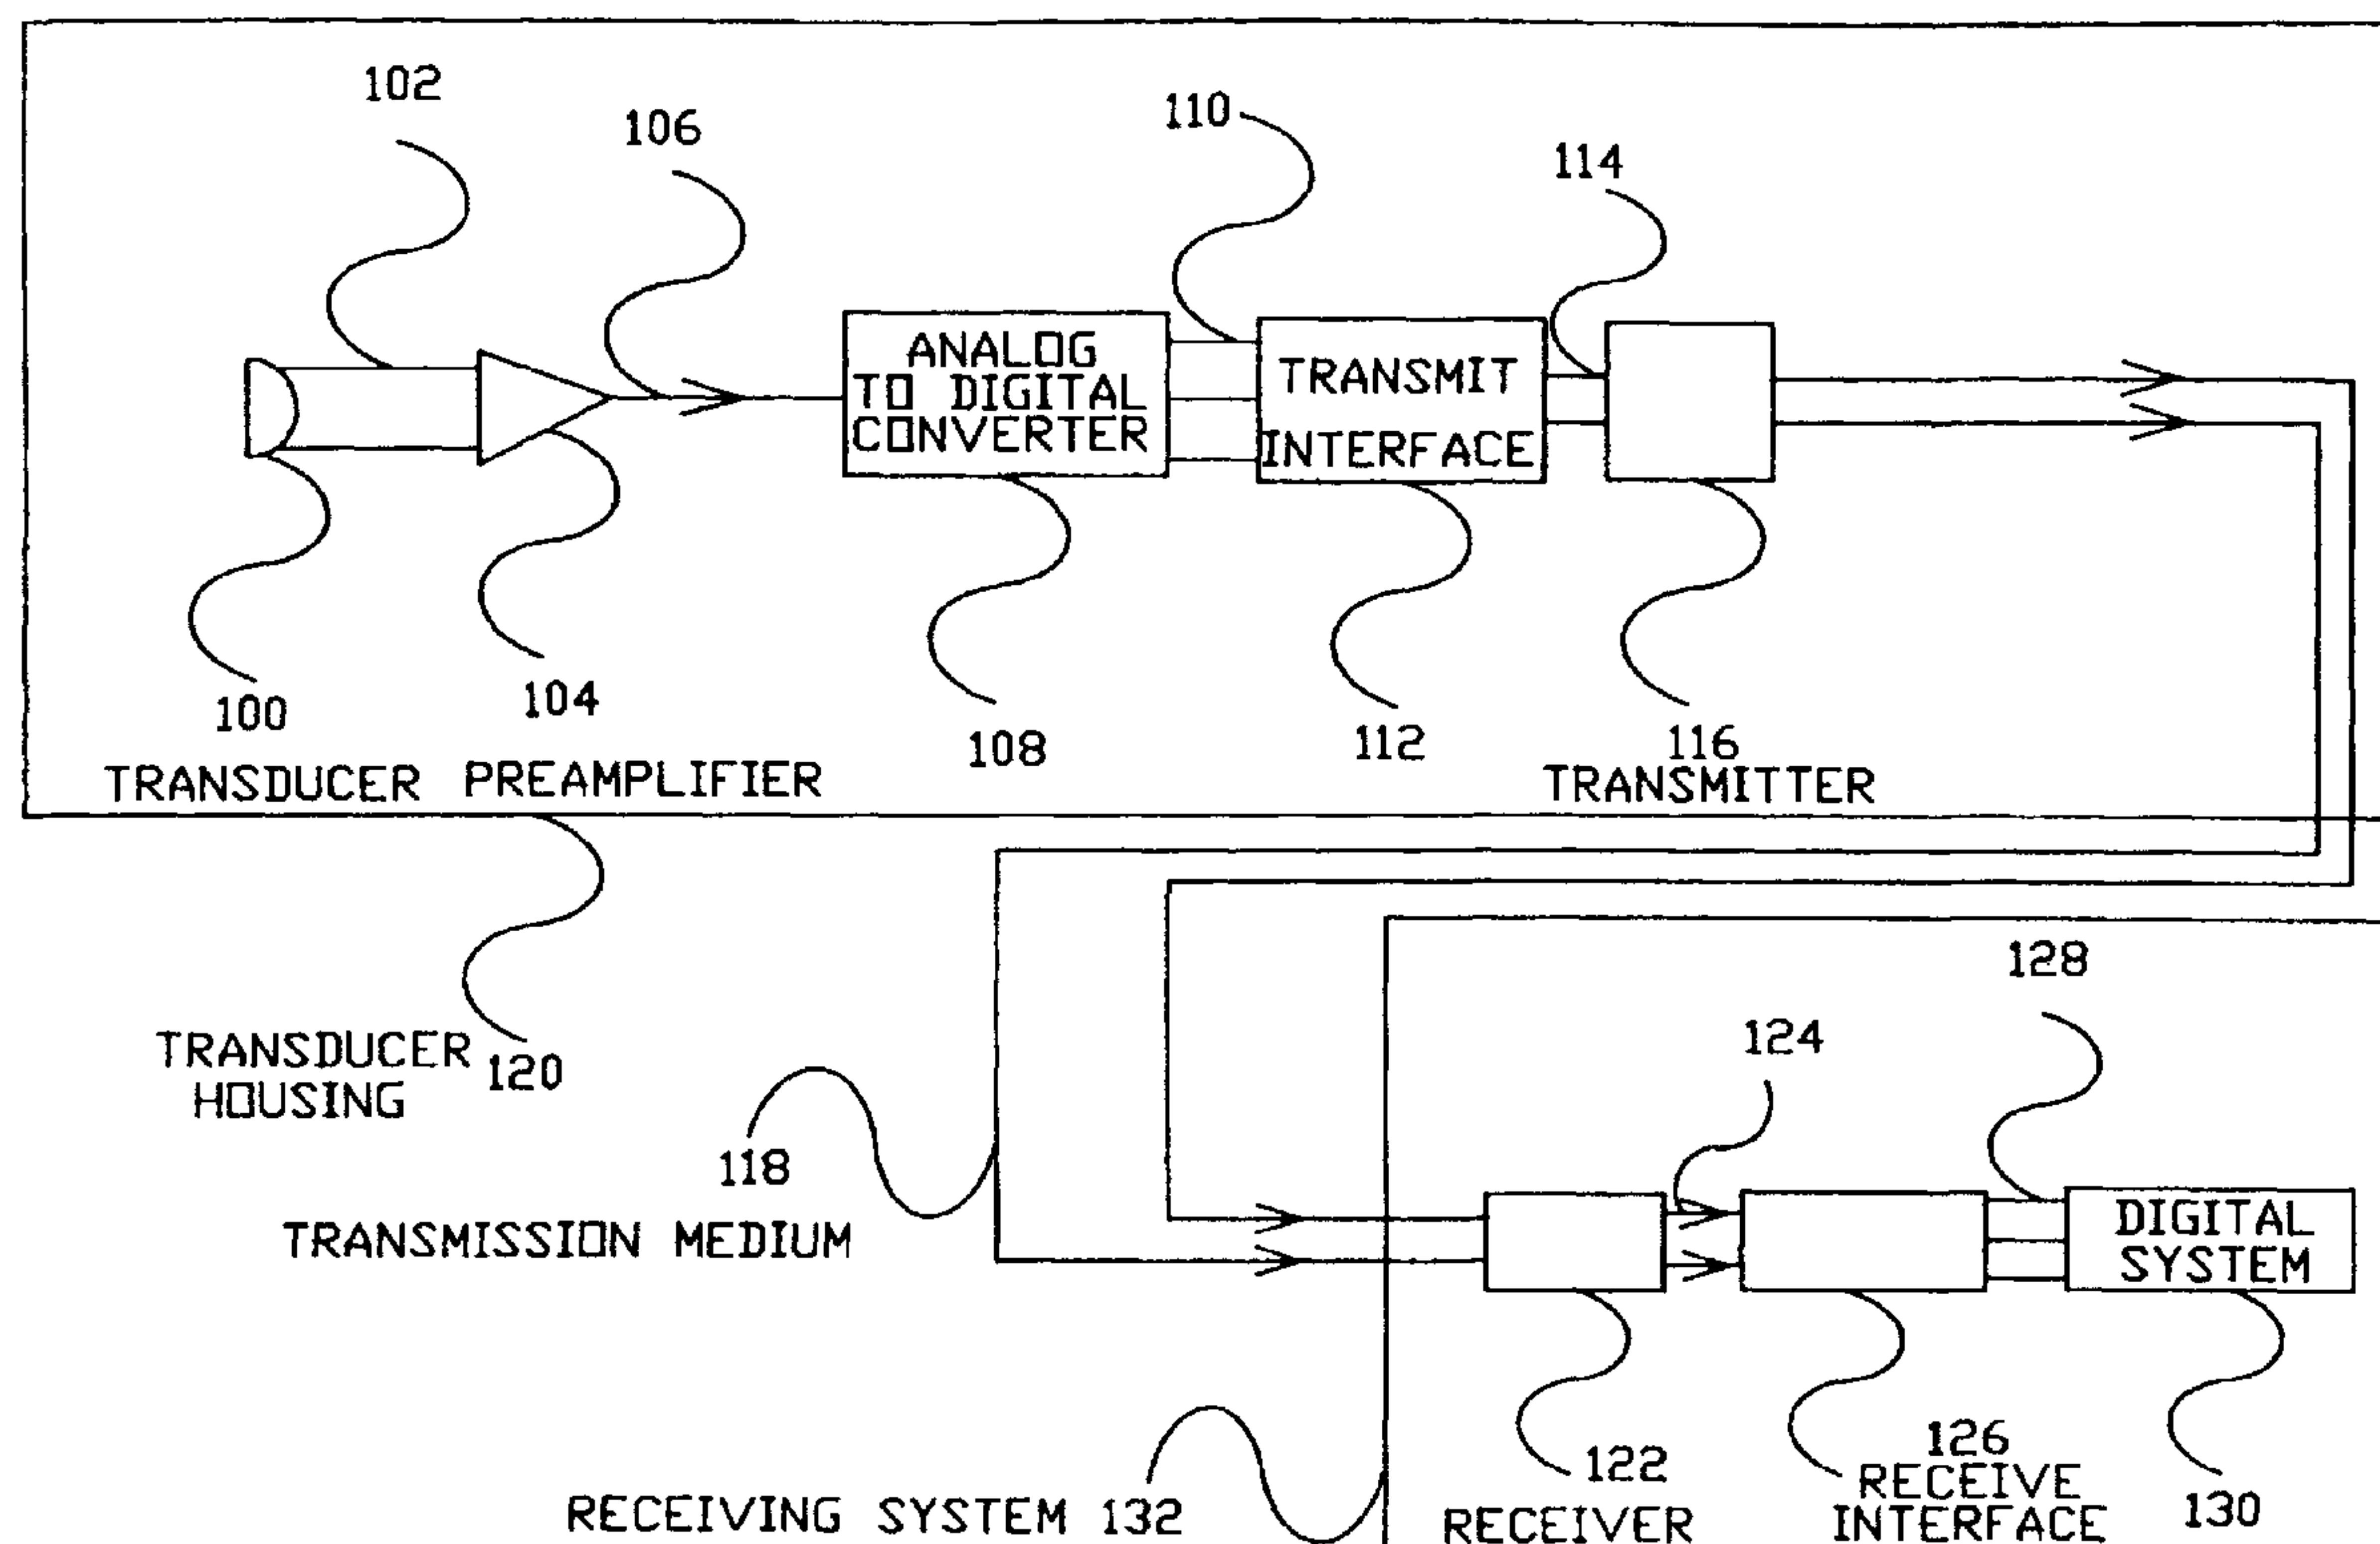 102
106
110
114
ANALOG
TO DIGITAL
CONVERTER
TRANSMIT
INTERFACE
100
104
108
112
116
TRANSDUCER
PREAMPLIFIER
TRANSMITTER
128
124
TRANSDUCER
HOUSING
120
118
TRANSMISSION MEDIUM
DIGITAL
SYSTEM
122
RECEIVER
126
RECEIVE
INTERFACE
130
RECEIVING SYSTEM 132